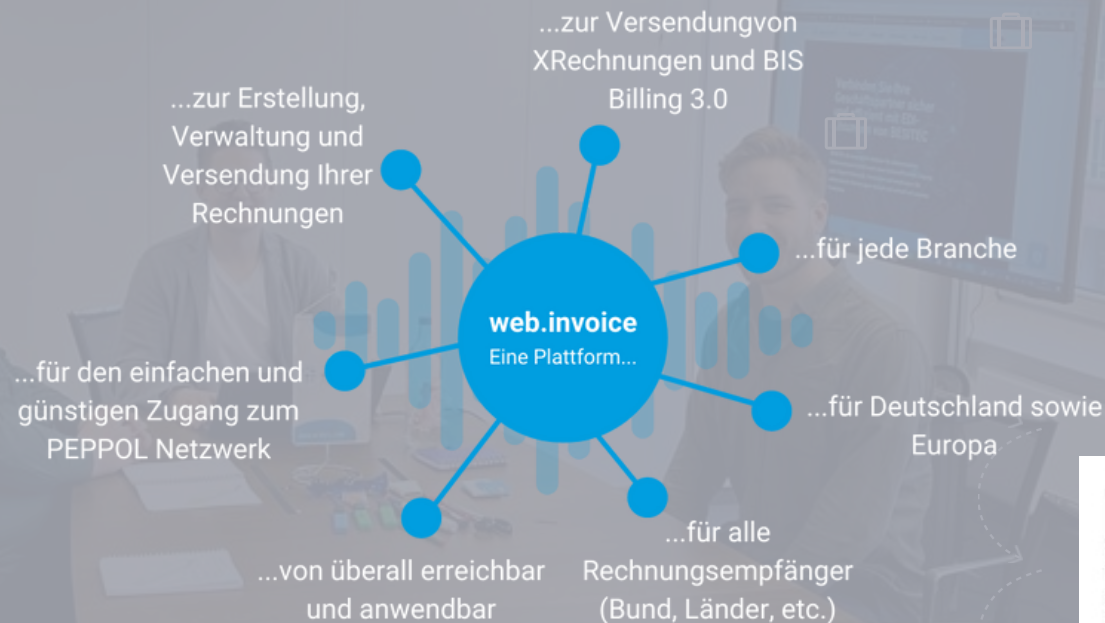 ...zur Versendungvon
XRechnungen und BIS
Billing 3.0
...zur Erstellung,
Verwaltung und
Versendung Ihrer
Rechnungen
...für jede Branche
web.invoice
Eine Plattform...
...für den einfachen und
günstigen Zugang zum
PEPPOL Netzwerk
...für Deutschland sowie
Europa
...für alle
Rechnungsempfänger
(Bund, Länder, etc.)
...von überall erreichbar
und anwendbar